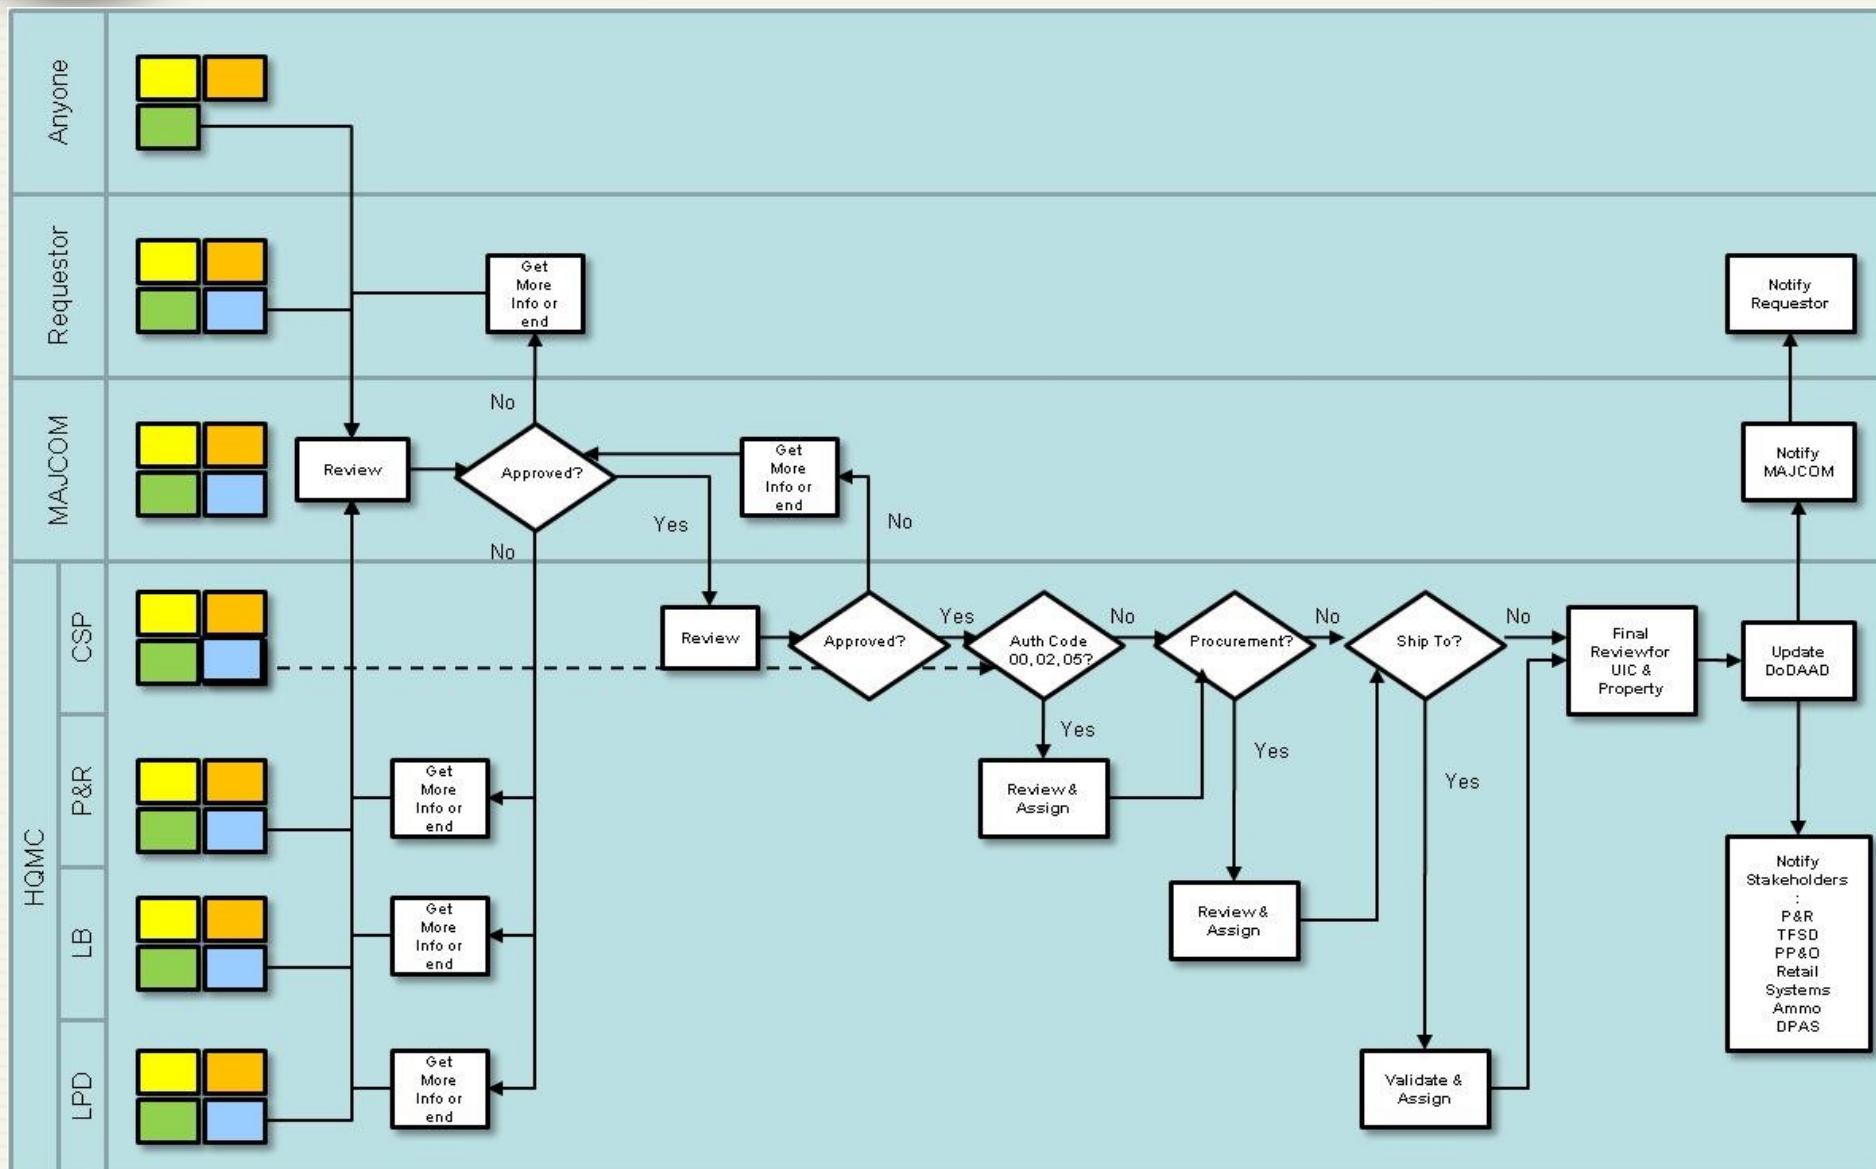 Anyone
Requestor
Get
More
Info or
end
Notify
Requestor
MAJCOM
Review
No
Approved?
No
Yes
Get
More
Info or
end
No
Notify
MAJCOM
HQMC
CSP
Review
Approved?
Yes
Auth Code
00, 02, 05?
No
Procurement?
No
Ship To?
No
Final
Reviewfor
UIC &
Property
Update
DoDAAD
Yes
Yes
Yes
P&R
Get
More
Info or
end
Review &
Assign
LB
Get
More
Info or
end
Review &
Assign
Notify
Stakeholders
:
P&R
TFSD
PP&O
Retail
Systems
Ammo
DPAS
LPD
Get
More
Info or
end
Validate &
Assign